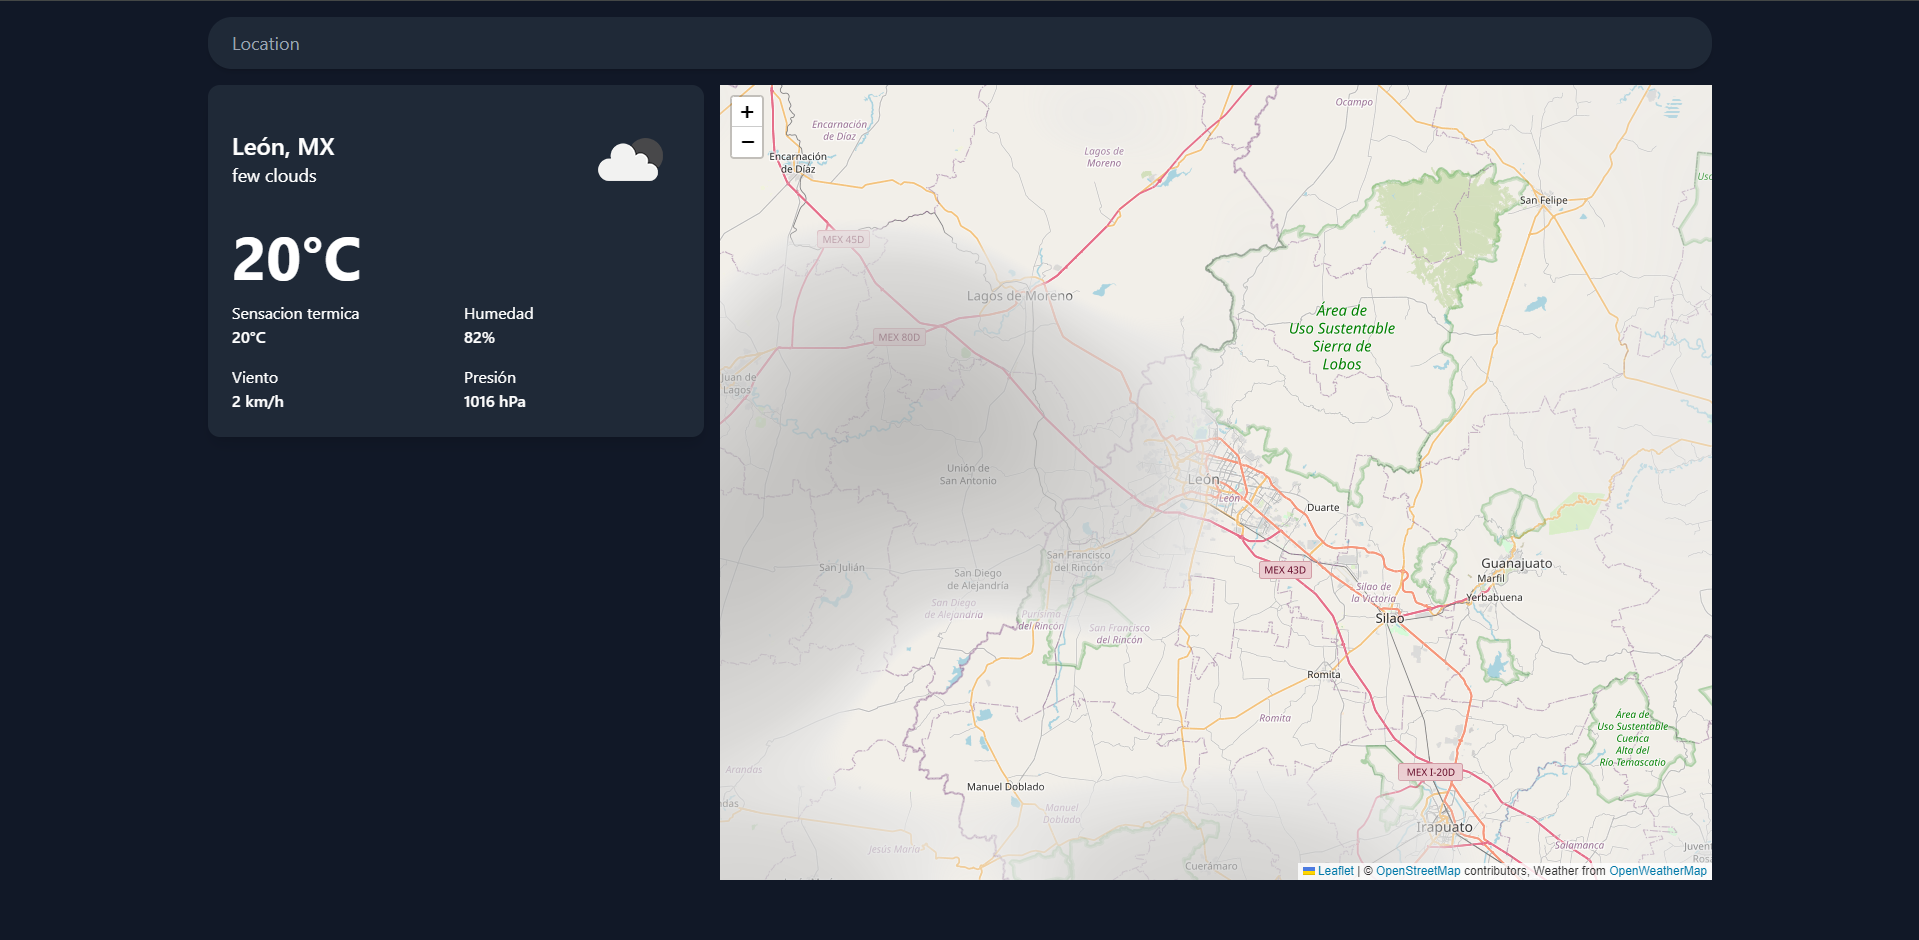 Location
León, MX
few clouds
20°C
Sensacion termica
20°C
Humedad
82%
Viento
2 km/h
Presión
1016 hPa
+
−
Ocampo
Encarnación
de Díaz
Lagos de
Moreno
Encarnación
de Díaz
San Felipe
MEX 45D
Lagos de Moreno
Área de
Uso Sustentable
Sierra de
Lobos
MEX 80D
Juan de
Lagos
Unión de
San Antonio
León
León
Duarte
San Francisco
del Rincón
MEX 43D
Guanajuato
San Julián
San Diego
de Alejandría
Marfil
Silao de
la Victoria
Yerbabuena
San Diego
de Alejandría
Purísima
del Rincón
Silao
San Francisco
del Rincón
Romita
Romita
Área de
Uso Sustentable
Cuenca
Alta del
Río-Temascatio
Arandas
MEX I-20D
Manuel Doblado
Manuel
Doblado
Irapuato
Jesús María
Salamanca
Cuerámaro
Leaflet | © OpenStreetMap contributors, Weather from OpenWeatherMap